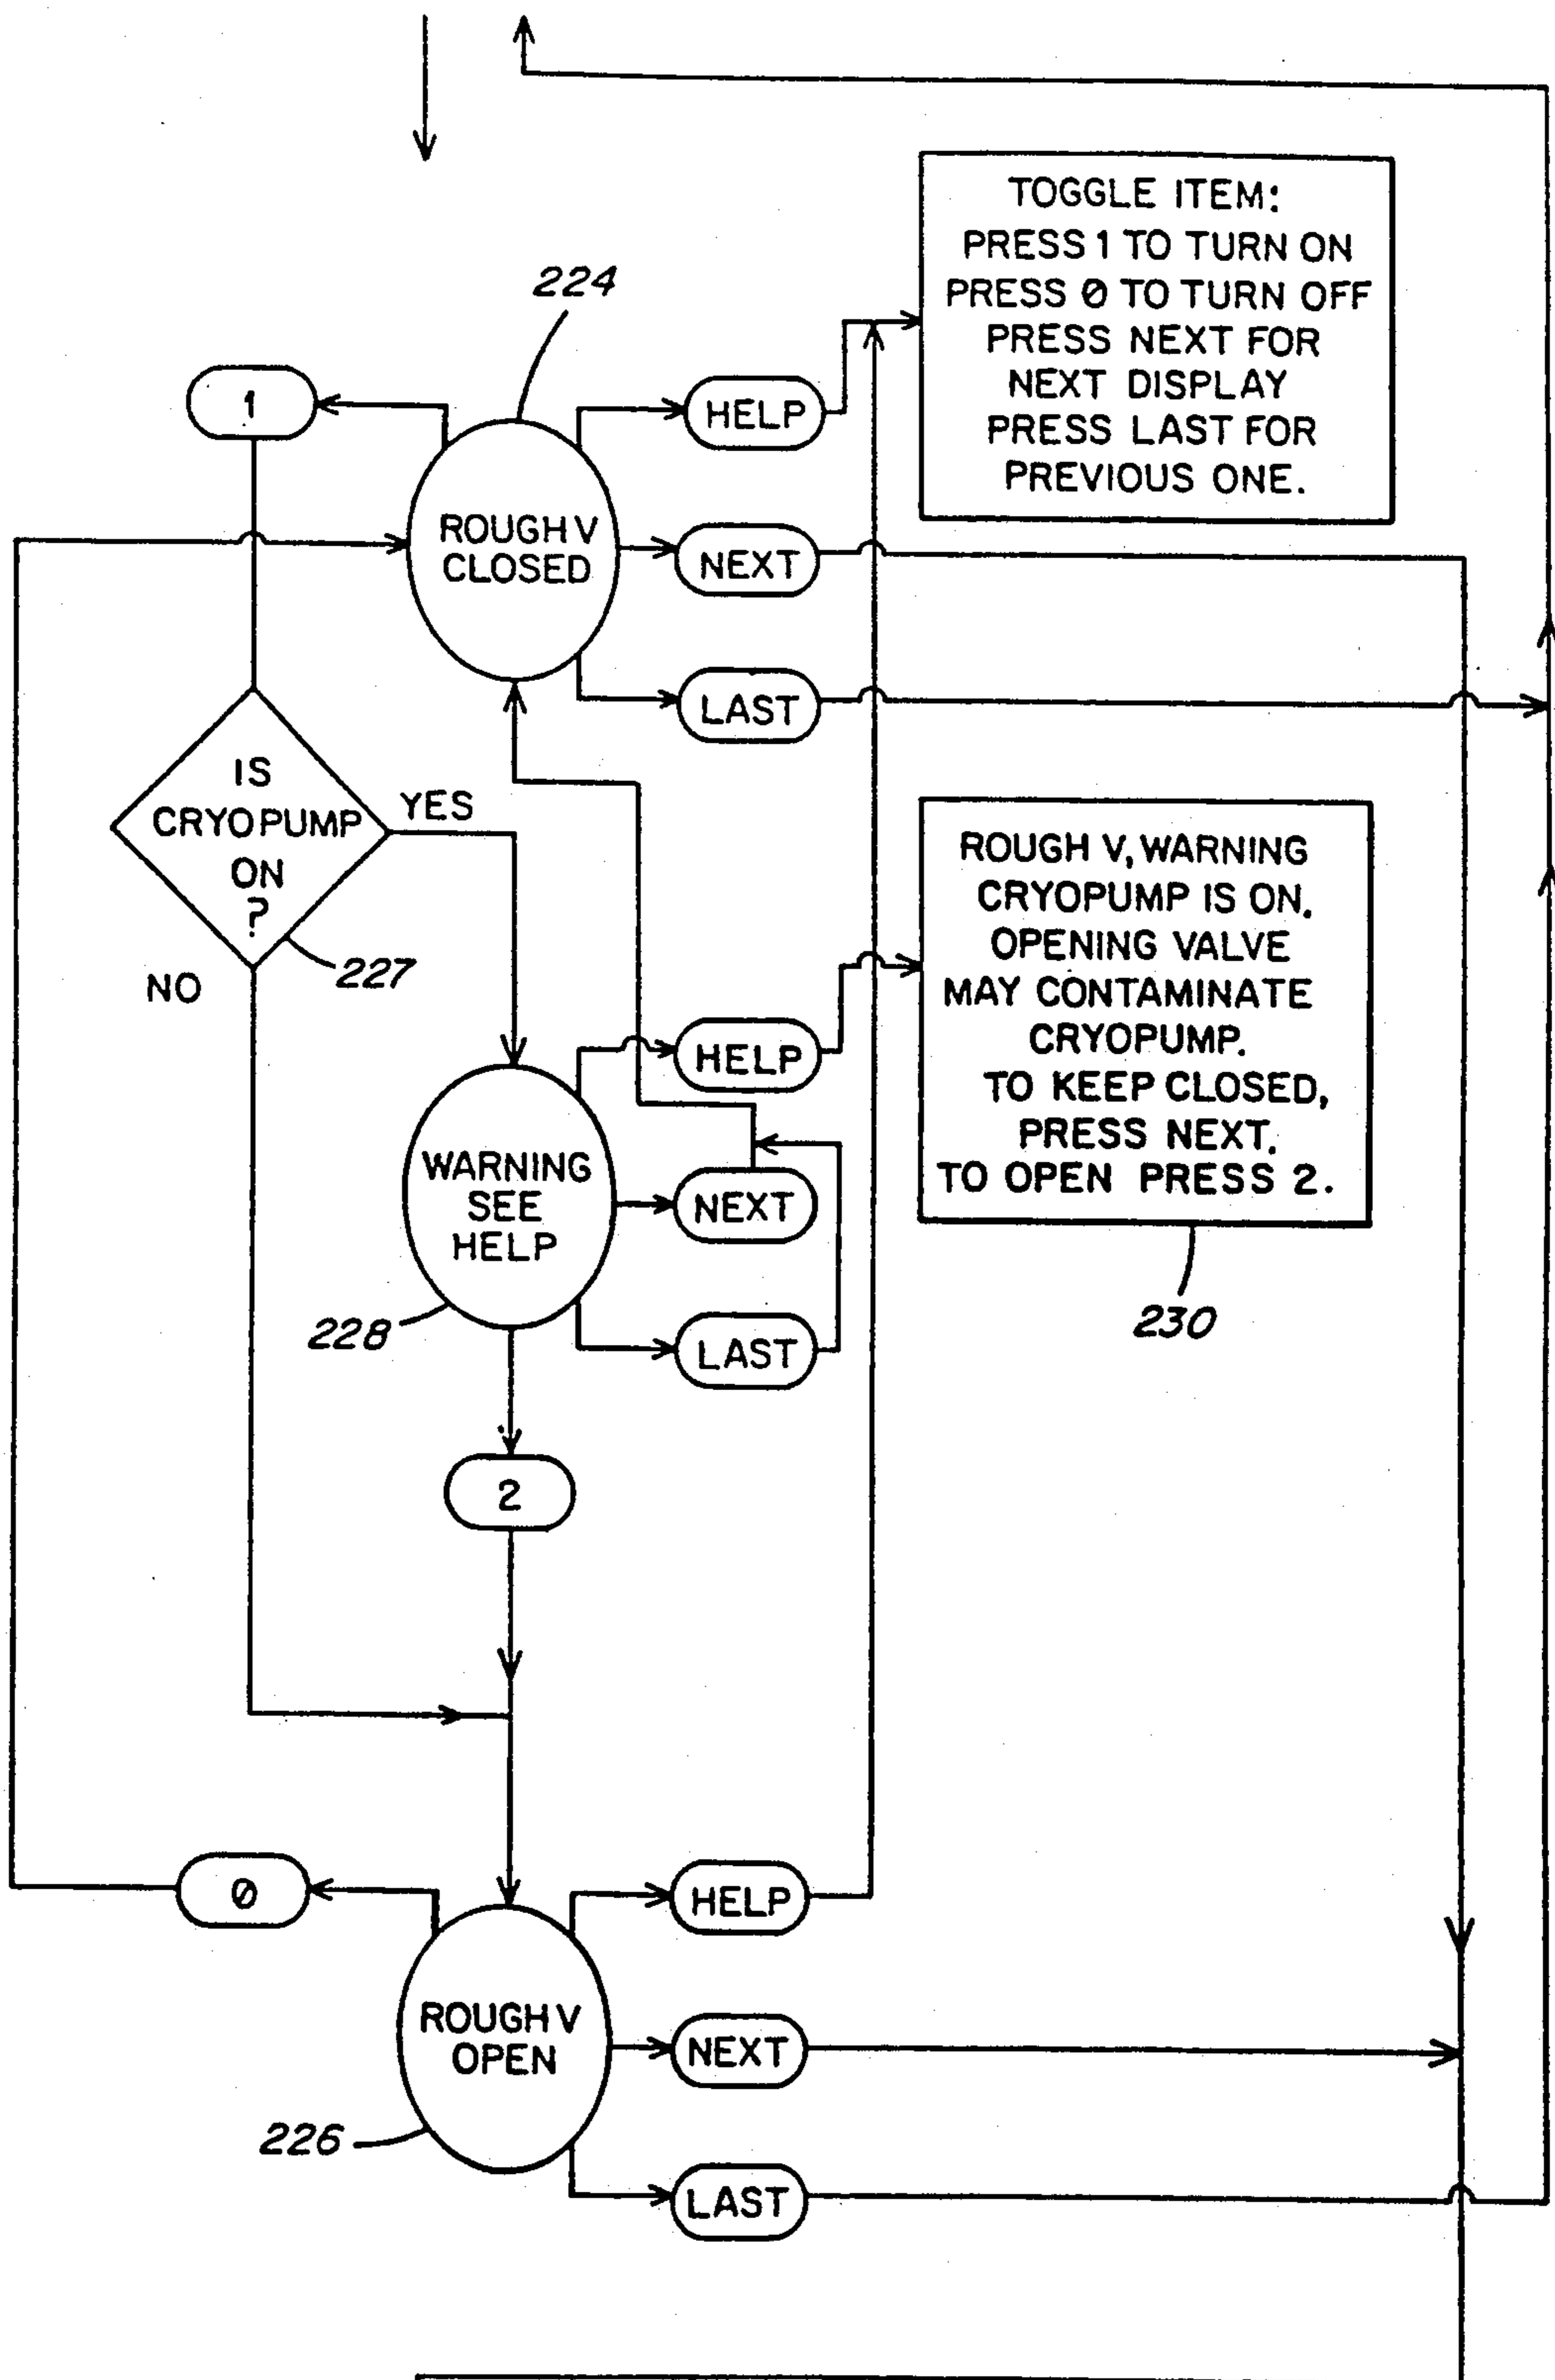 TOGGLE ITEM:
PRESS 1 TO TURN ON
PRESS 0 TO TURN OFF
PRESS NEXT FOR
NEXT DISPLAY
PRESS LAST FOR
PREVIOUS ONE.
224
1
HELP
ROUGH V
CLOSED
NEXT
LAST
IS
CRYOPUMP
ON
?
YES
NO
227
ROUGH V, WARNING
CRYOPUMP IS ON.
OPENING VALVE
MAY CONTAMINATE
CRYOPUMP.
TO KEEP CLOSED,
PRESS NEXT.
TO OPEN PRESS 2.
230
HELP
WARNING
SEE
HELP
NEXT
228
LAST
2
0
HELP
ROUGH V
OPEN
NEXT
226
LAST